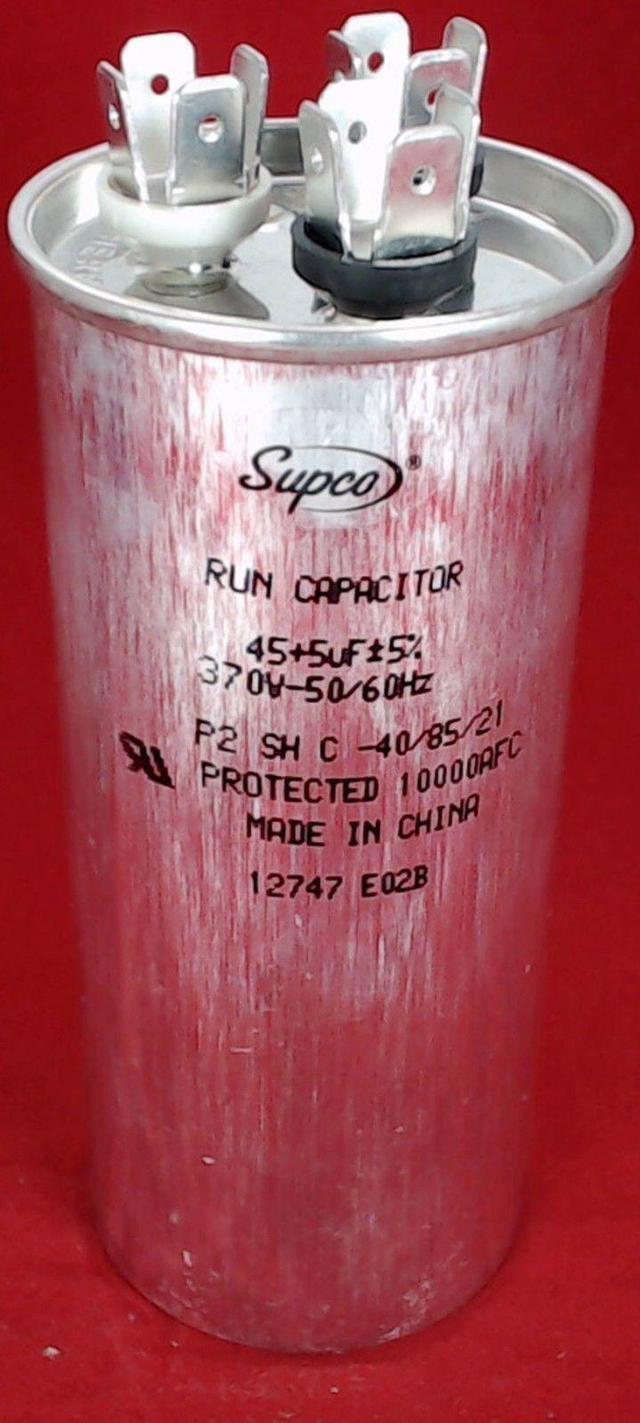 Supco®
RUN CAPACITOR
45+5uF±5%
370V-50/60Hz
P2 SH C -40/85/21
PROTECTED 10000AFC
MADE IN CHINA
12747 E02B